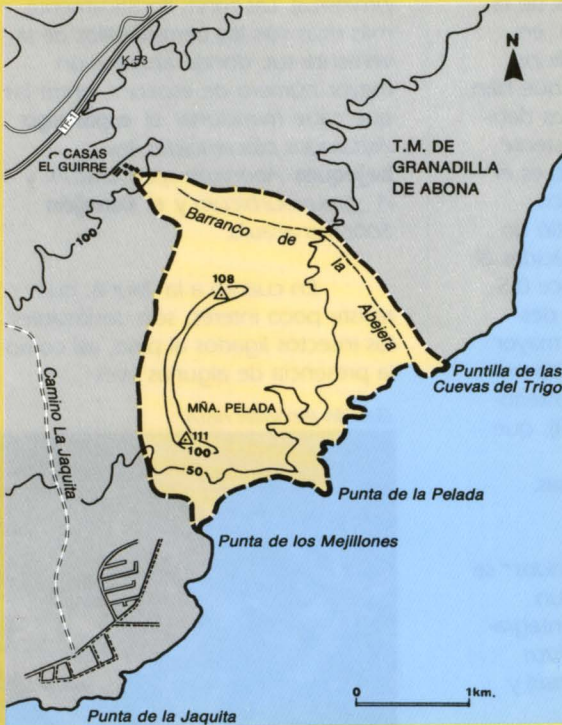 K.53
N
TF-1
CASAS
EL GUIRRE
T.M. DE
GRANADILLA
DE ABONA
100
Barranco de la Abejera
108
Puntilla de las
Cuevas del Trigo
Camino La Jaquita
MÑA. PELADA
111
100
50
Punta de la Pelada
Punta de los Mejillones
0 1km.
Punta de la Jaquita